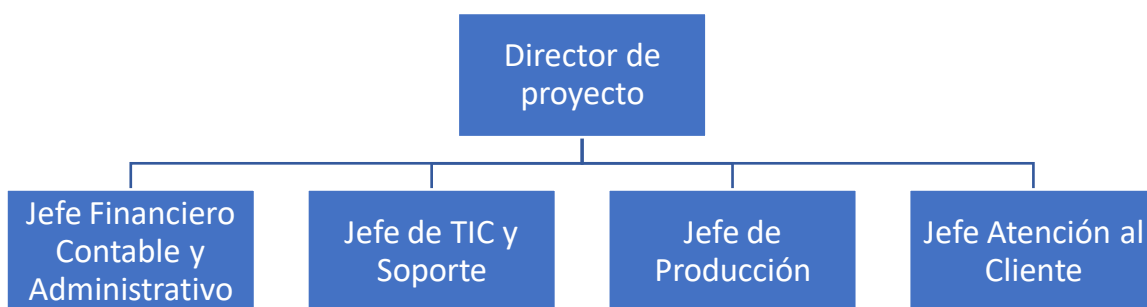 Director de
proyecto
Jefe Financiero
Contable y
Administrativo
Jefe de TIC y
Soporte
Jefe de
Producción
Jefe Atención al
Cliente